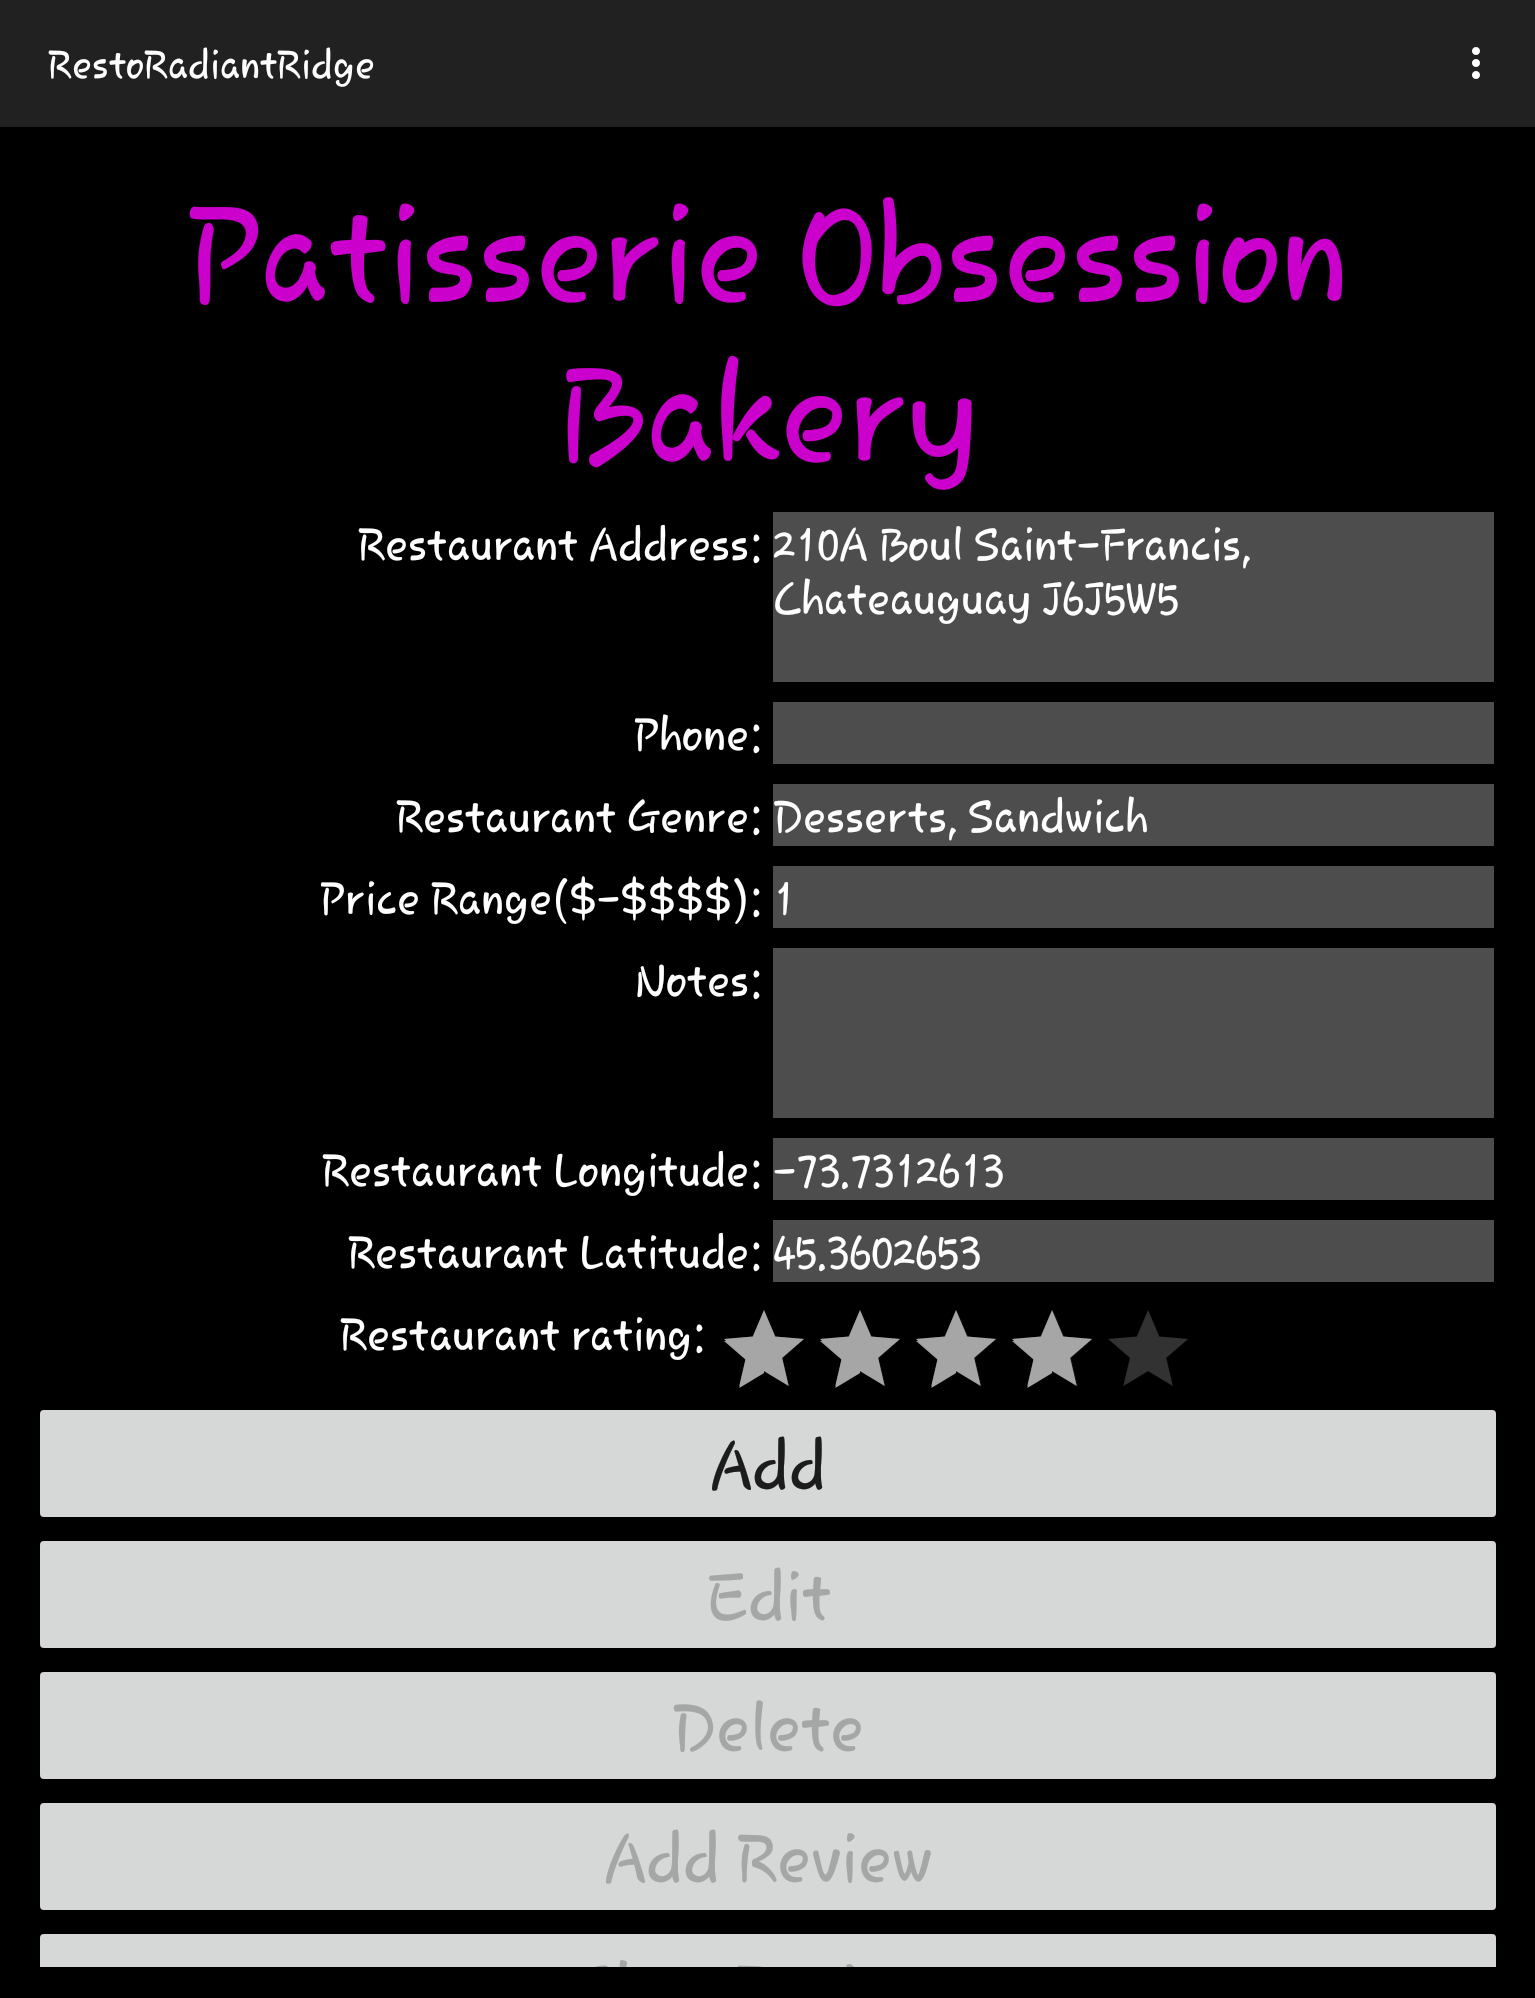 RestoRadiantRidge
Patisserie Obsession
Bakery
Restaurant Address: 210A Boul Saint-Francis,
Chateauguay J6J5W5
Phone:
Restaurant Genre: Desserts, Sandwich
Price Range($-$$$$): 1
Notes:
Restaurant Longitude: -73.7312613
Restaurant Latitude: 45.3602653
Restaurant rating:
Add
Edit
Delete
Add Review